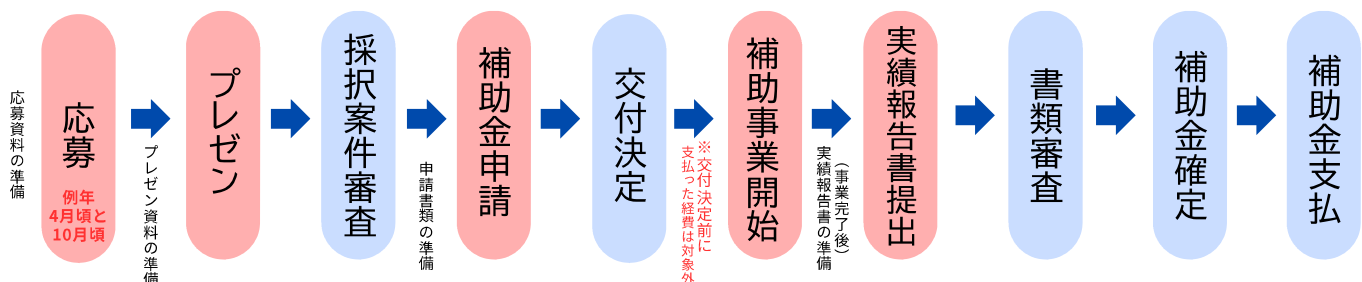 応募資料の準備
応募
例年
4月頃と
10月頃
プレゼン資料の準備
プレゼン
採択案件審査
申請書類の準備
補助金申請
交付決定
※交付決定前に
支払った経費は対象外
補助事業開始
（事業完了後）
実績報告書の準備
実績報告書提出
書類審査
補助金確定
補助金支払